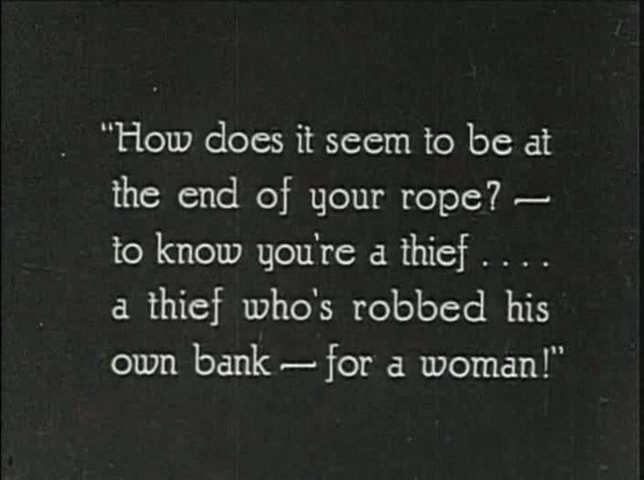 "How does it seem to be at
the end of your rope? —
to know you're a thief . . . .
a thief who's robbed his
own bank — for a woman!"